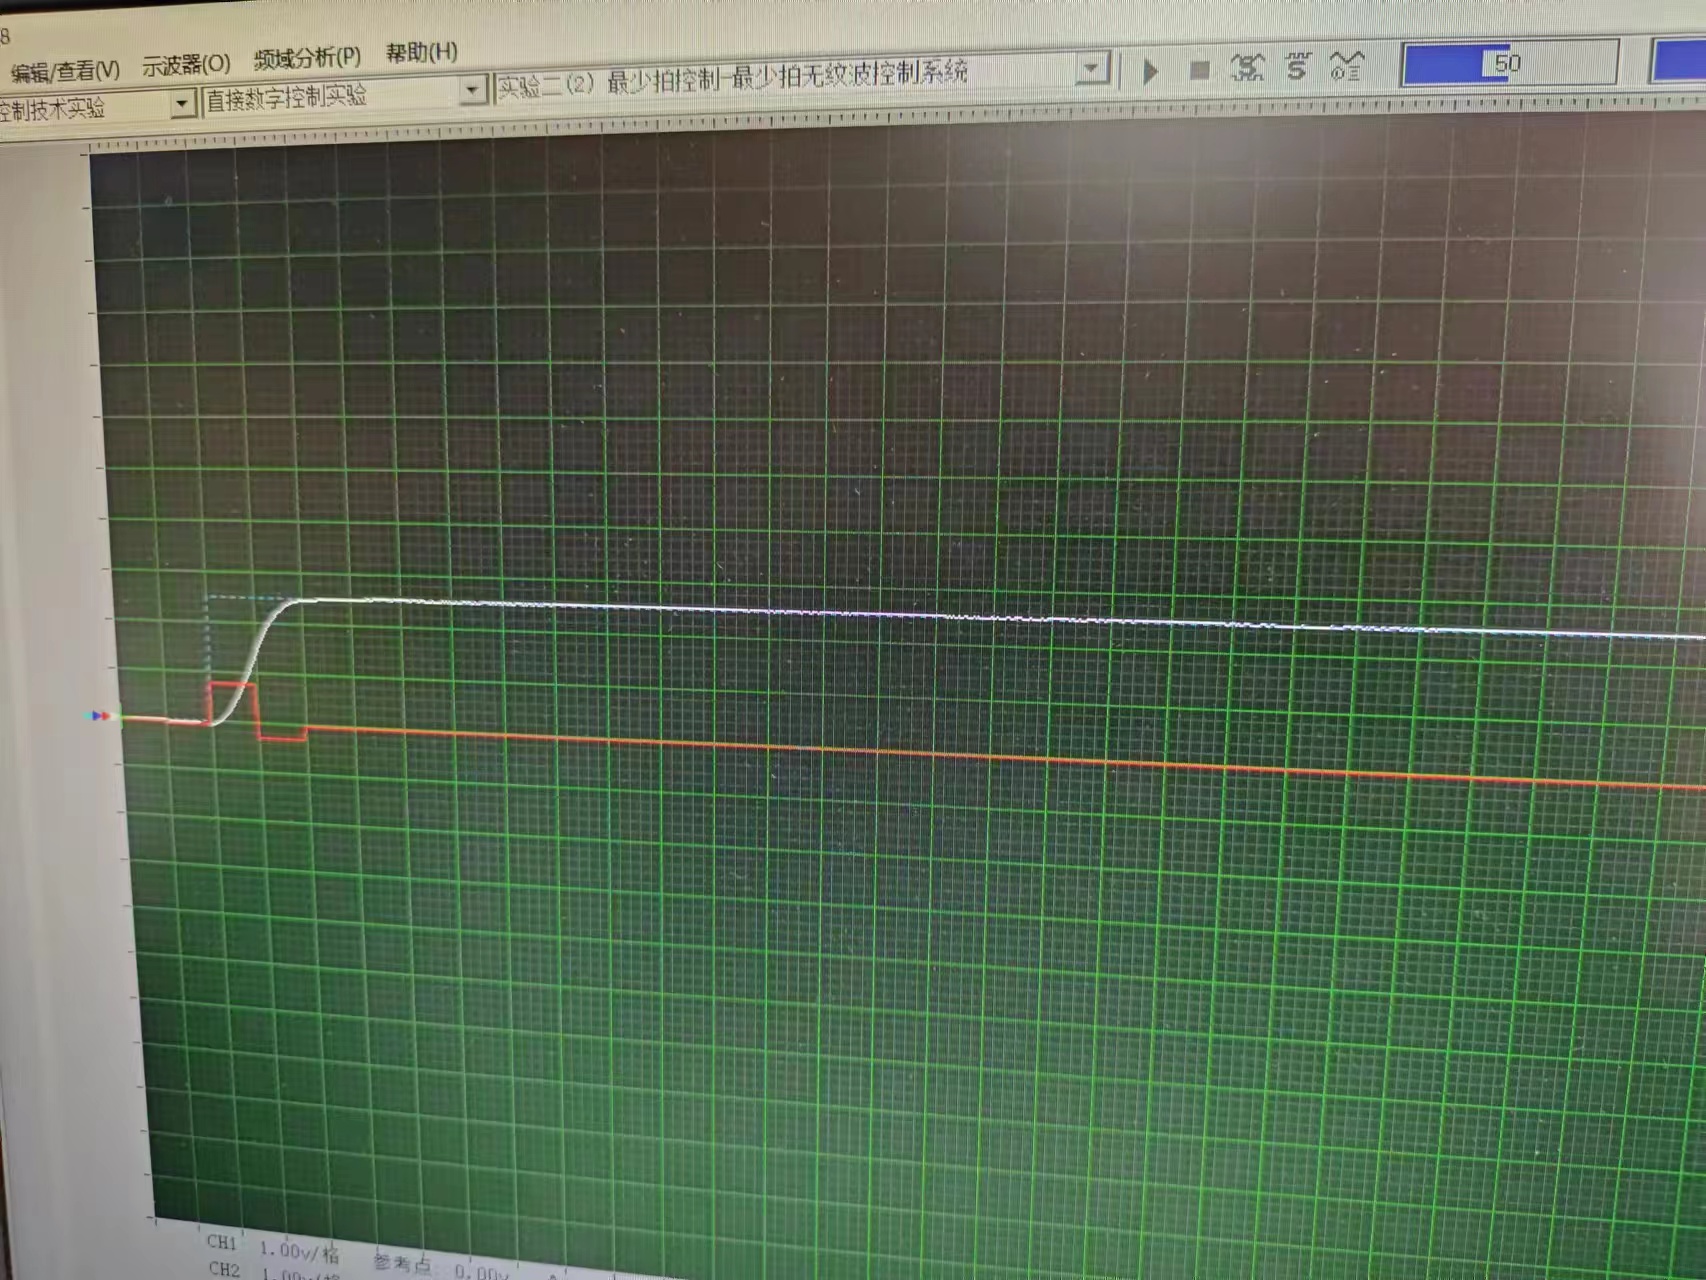 8
编辑/查看(V) 示波器(O) 频域分析(P) 帮助(H)
控制技术实验 直接数字控制实验 实验二(2) 最少拍控制-最少拍无纹波控制系统 50
CH1 1.00v/格 参考点: 0.00v
CH2 1.00v/格